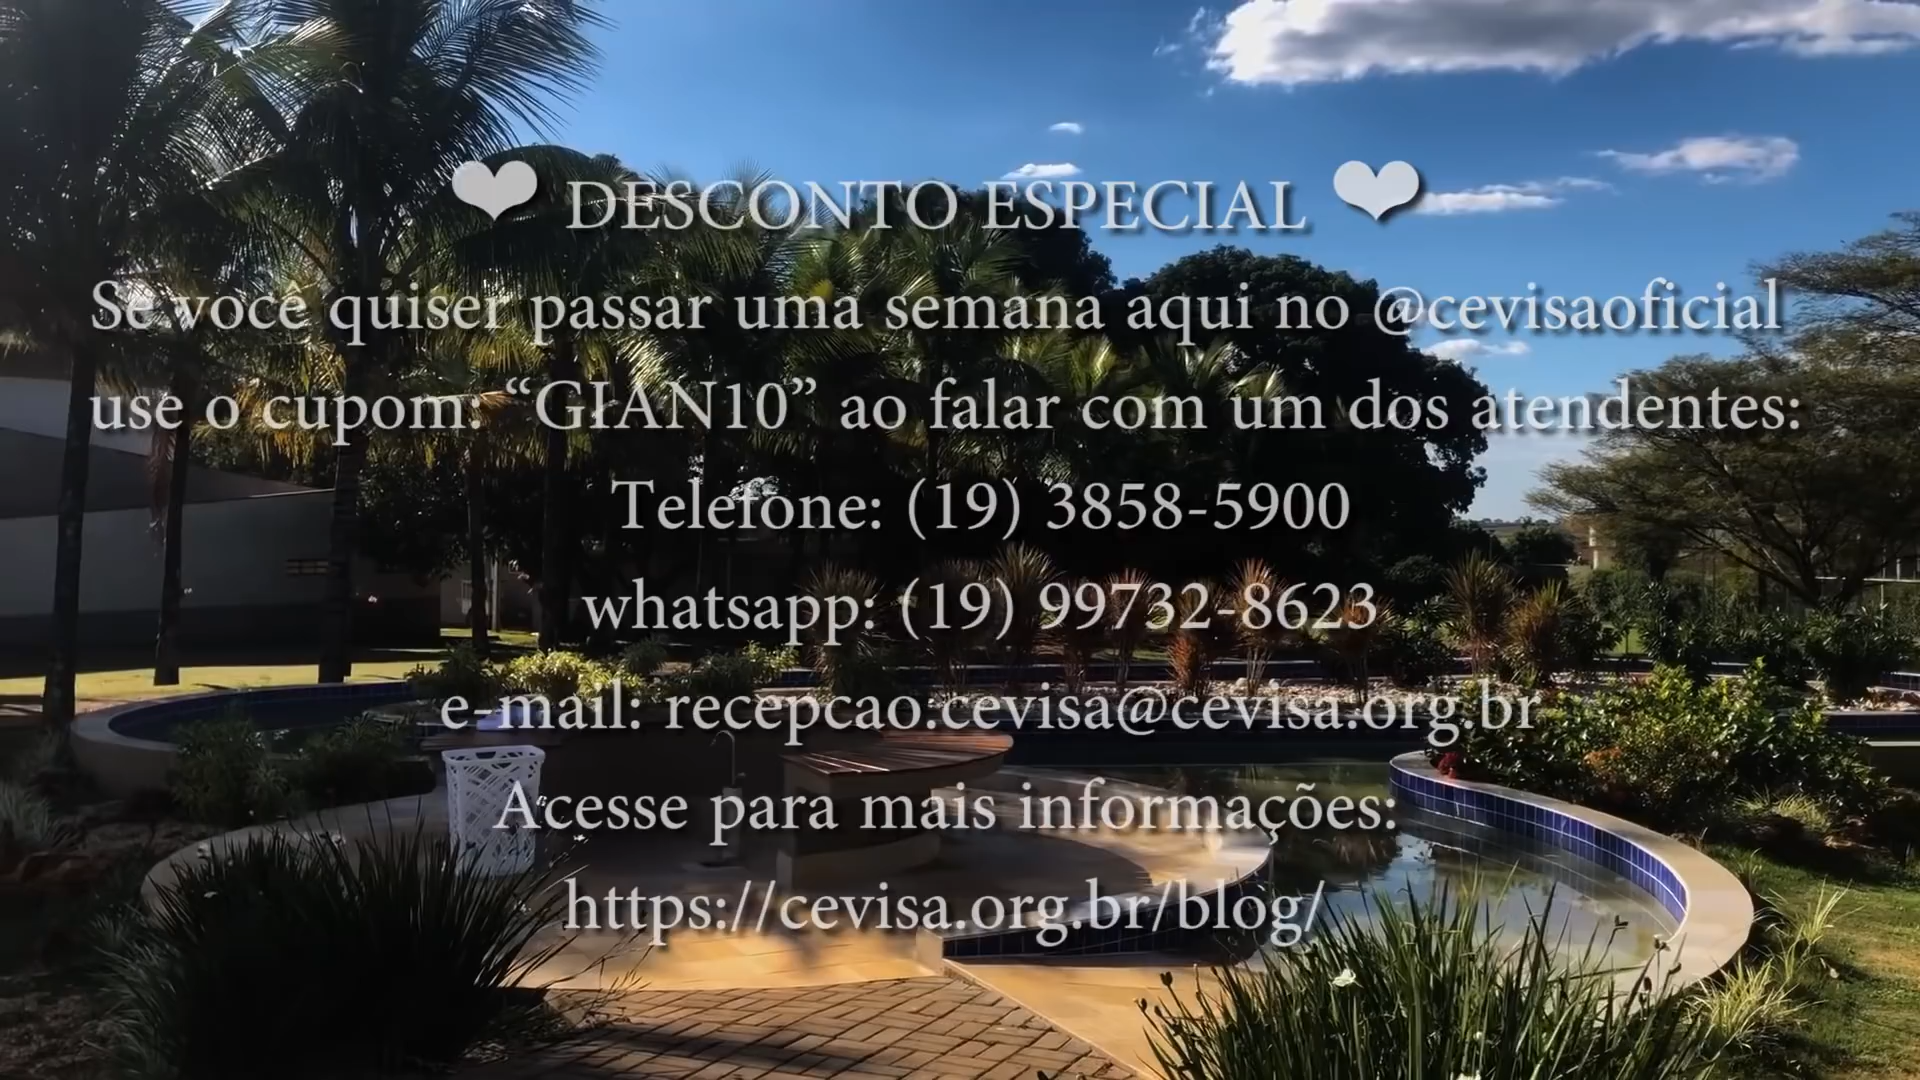 ❤ DESCONTO ESPECIAL ❤
Se você quiser passar uma semana aqui no @cevisaoficial
use o cupom: “GIAN10” ao falar com um dos atendentes:
Telefone: (19) 3858-5900
whatsapp: (19) 99732-8623
e-mail: recepcao.cevisa@cevisa.org.br
Acesse para mais informações:
https://cevisa.org.br/blog/